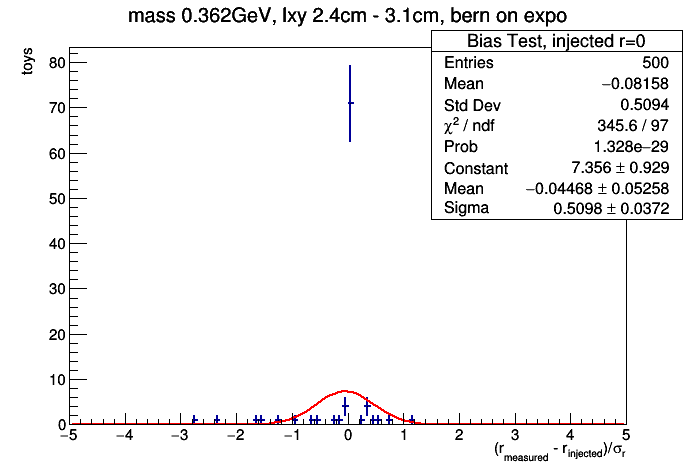 mass 0.362GeV, lxy 2.4cm - 3.1cm, bern on expo
Bias Test, injected r=0
Entries 500
Mean −0.08158
Std Dev 0.5094
χ² / ndf 345.6 / 97
Prob 1.328e−29
Constant 7.356 ± 0.929
Mean −0.04468 ± 0.05258
Sigma 0.5098 ± 0.0372
toys
80
70
60
50
40
30
20
10
0
−5 −4 −3 −2 −1 0 1 2 3 4 5
(r_measured - r_injected)/σ_r